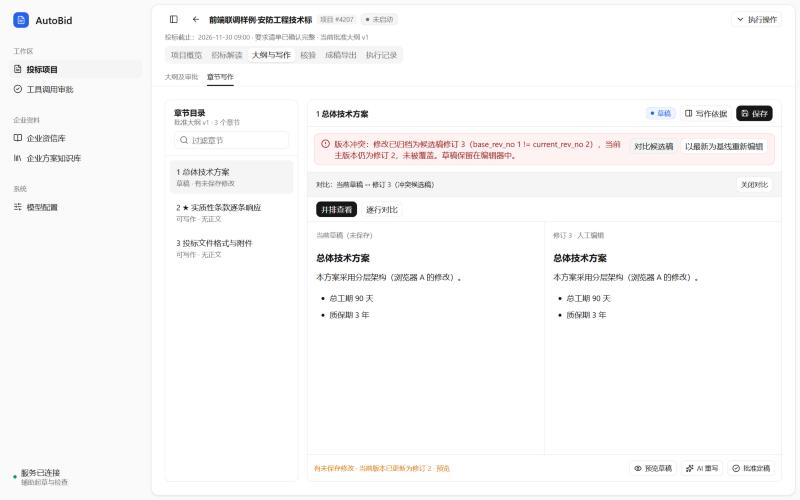 AutoBid
工作区
投标项目
工具调用审批
企业资料
企业资信库
企业方案知识库
系统
模型配置
服务已连接
辅助起草与检查
前端联调样例·安防工程技术标
项目 #4207
未启动
执行操作
投标截止：2026-11-30 09:00 · 要求清单已确认完整 · 当前批准大纲 v1
项目概览
招标解读
大纲与写作
核验
成稿导出
执行记录
大纲及审批
章节写作
章节目录
批准大纲 v1 · 3 个章节
过滤章节
1 总体技术方案
草稿 · 有未保存修改
2 ★ 实质性条款逐条响应
可写作 · 无正文
3 投标文件格式与附件
可写作 · 无正文
1 总体技术方案
草稿
写作依据
保存
版本冲突：修改已归档为候选稿修订 3（base_rev_no 1 != current_rev_no 2），当前
主版本仍为修订 2，未被覆盖。草稿保留在编辑器中。
对比候选稿
以最新为基线重新编辑
对比：当前草稿 ↔ 修订 3（冲突候选稿）
关闭对比
并排查看
逐行对比
当前草稿（未保存）
总体技术方案
本方案采用分层架构（浏览器 A 的修改）。
• 总工期 90 天
• 质保期 3 年
修订 3 · 人工编辑
总体技术方案
本方案采用分层架构（浏览器 A 的修改）。
• 总工期 90 天
• 质保期 3 年
有未保存修改 · 当前版本已更新为修订 2 · 预览
预览草稿
AI 重写
批准定稿